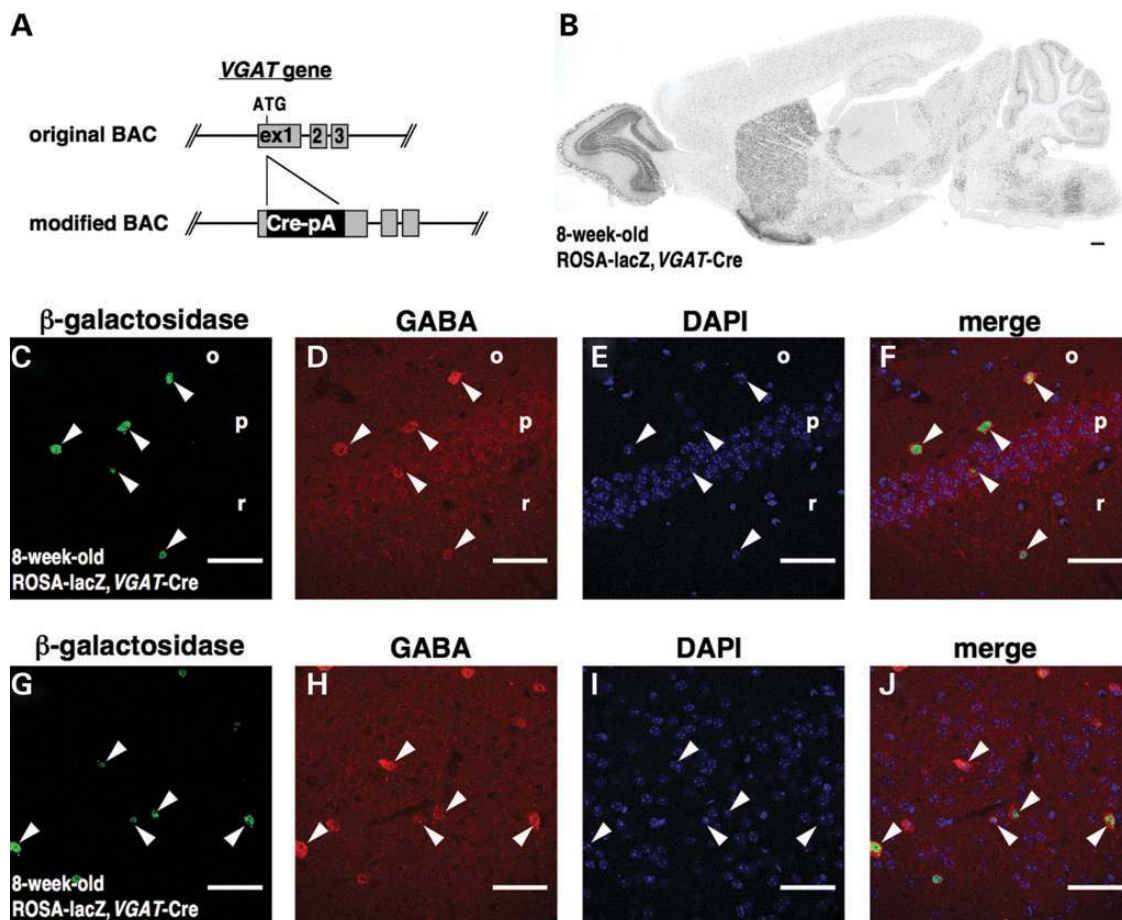 A
VGAT gene
ATG
original BAC
ex1 2 3
modified BAC
Cre-pA
B
8-week-old
ROSA-lacZ, VGAT-Cre
β-galactosidase
GABA
DAPI
merge
C
o
p
r
8-week-old
ROSA-lacZ, VGAT-Cre
D
o
E
o
F
o
p
r
β-galactosidase
GABA
DAPI
merge
G
8-week-old
ROSA-lacZ, VGAT-Cre
H
I
J